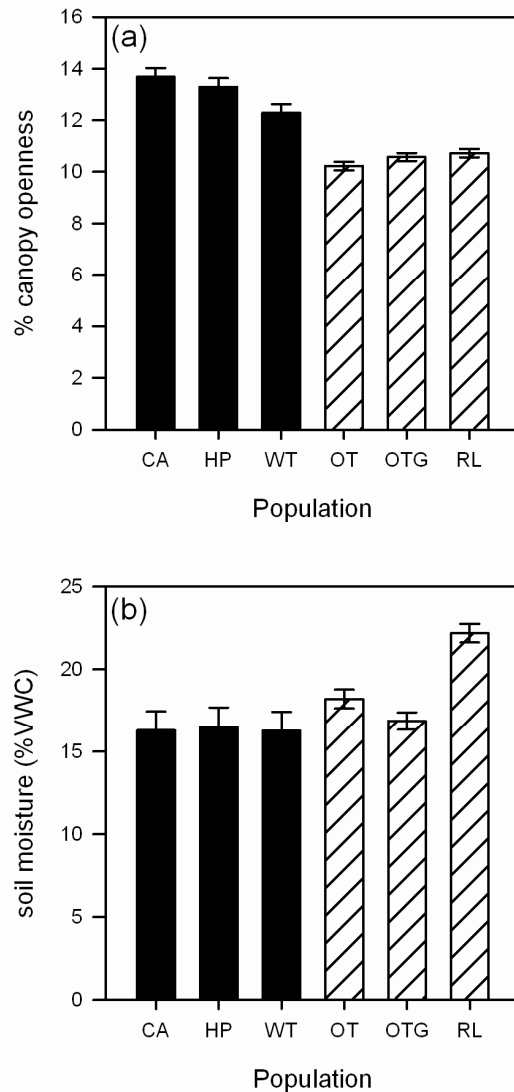 (a)
% canopy openness
16
14
12
10
8
6
4
2
0
CA HP WT OT OTG RL
Population
(b)
soil moisture (%VWC)
25
20
15
10
5
0
CA HP WT OT OTG RL
Population